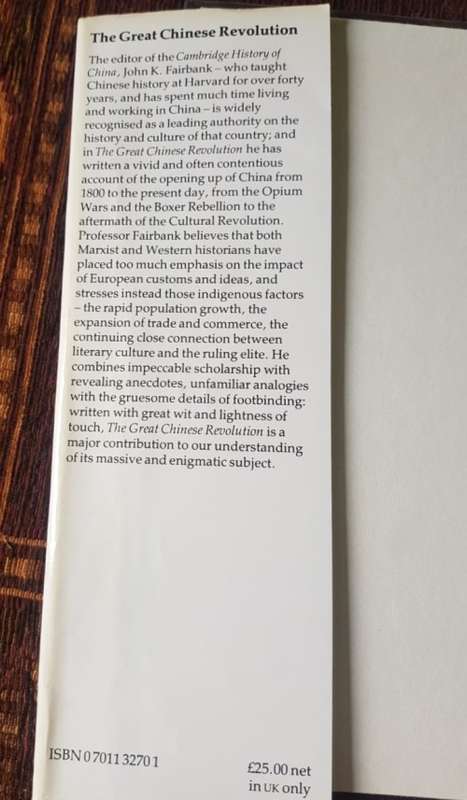 The Great Chinese Revolution
The editor of the Cambridge History of
China, John K. Fairbank – who taught
Chinese history at Harvard for over forty
years, and has spent much time living
and working in China – is widely
recognised as a leading authority on the
history and culture of that country; and
in The Great Chinese Revolution he has
written a vivid and often contentious
account of the opening up of China from
1800 to the present day, from the Opium
Wars and the Boxer Rebellion to the
aftermath of the Cultural Revolution.
Professor Fairbank believes that both
Marxist and Western historians have
placed too much emphasis on the impact
of European customs and ideas, and
stresses instead those indigenous factors
– the rapid population growth, the
expansion of trade and commerce, the
continuing close connection between
literary culture and the ruling elite. He
combines impeccable scholarship with
revealing anecdotes, unfamiliar analogies
with the gruesome details of footbinding:
written with great wit and lightness of
touch, The Great Chinese Revolution is a
major contribution to our understanding
of its massive and enigmatic subject.
ISBN 0 7011 3270 1
£25.00 net
in UK only